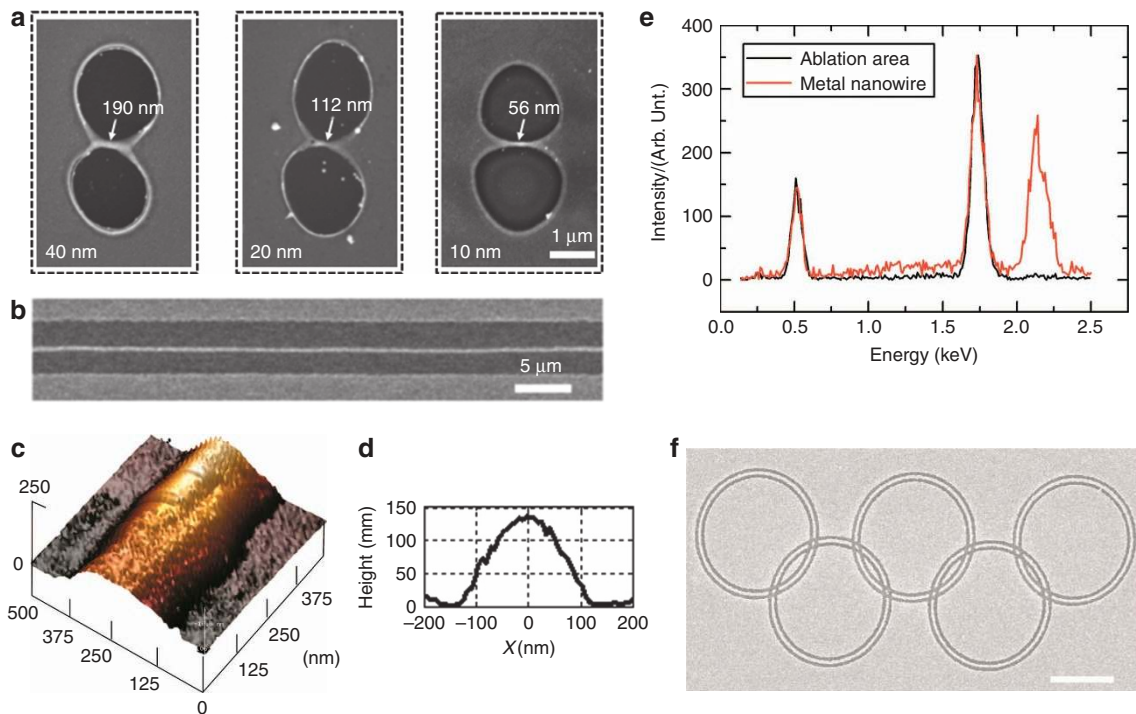 a
190 nm
40 nm
112 nm
20 nm
56 nm
1 μm
10 nm
b
5 μm
c
250
0
500
375
250
125
0
125
250
375
(nm)
d
Height (mm)
150
100
50
0
−200 −100 0 100 200
X(nm)
e
Intensity/(Arb. Unt.)
400
300
200
100
0
Ablation area
Metal nanowire
0.0 0.5 1.0 1.5 2.0 2.5
Energy (keV)
f